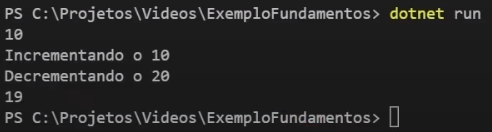 PS C:\Projetos\Videos\ExemploFundamentos> dotnet run
10
Incrementando o 10
Decrementando o 20
19
PS C:\Projetos\Videos\ExemploFundamentos>